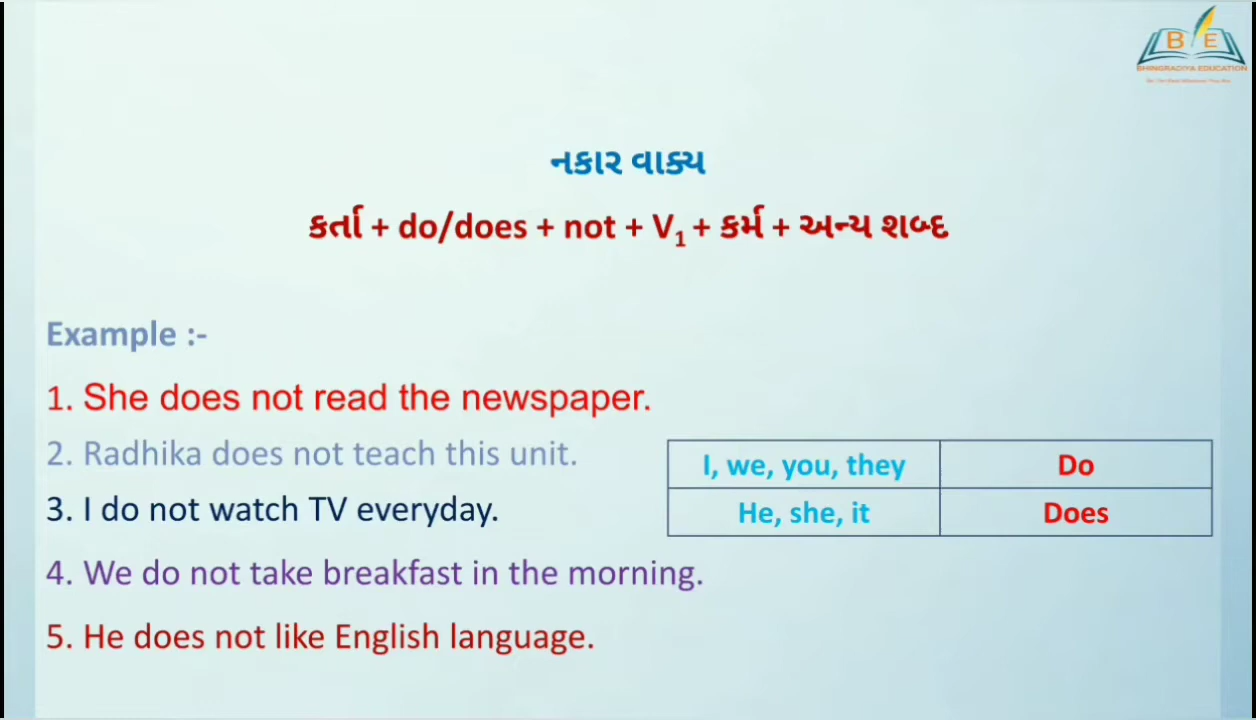 B E
BHINGRADIYA EDUCATION
નકાર વાક્ય
કર્તા + do/does + not + V₁ + કર્મ + અન્ય શબ્દ
Example :-
1. She does not read the newspaper.
2. Radhika does not teach this unit.
3. I do not watch TV everyday.
I, we, you, they Do
He, she, it Does
4. We do not take breakfast in the morning.
5. He does not like English language.